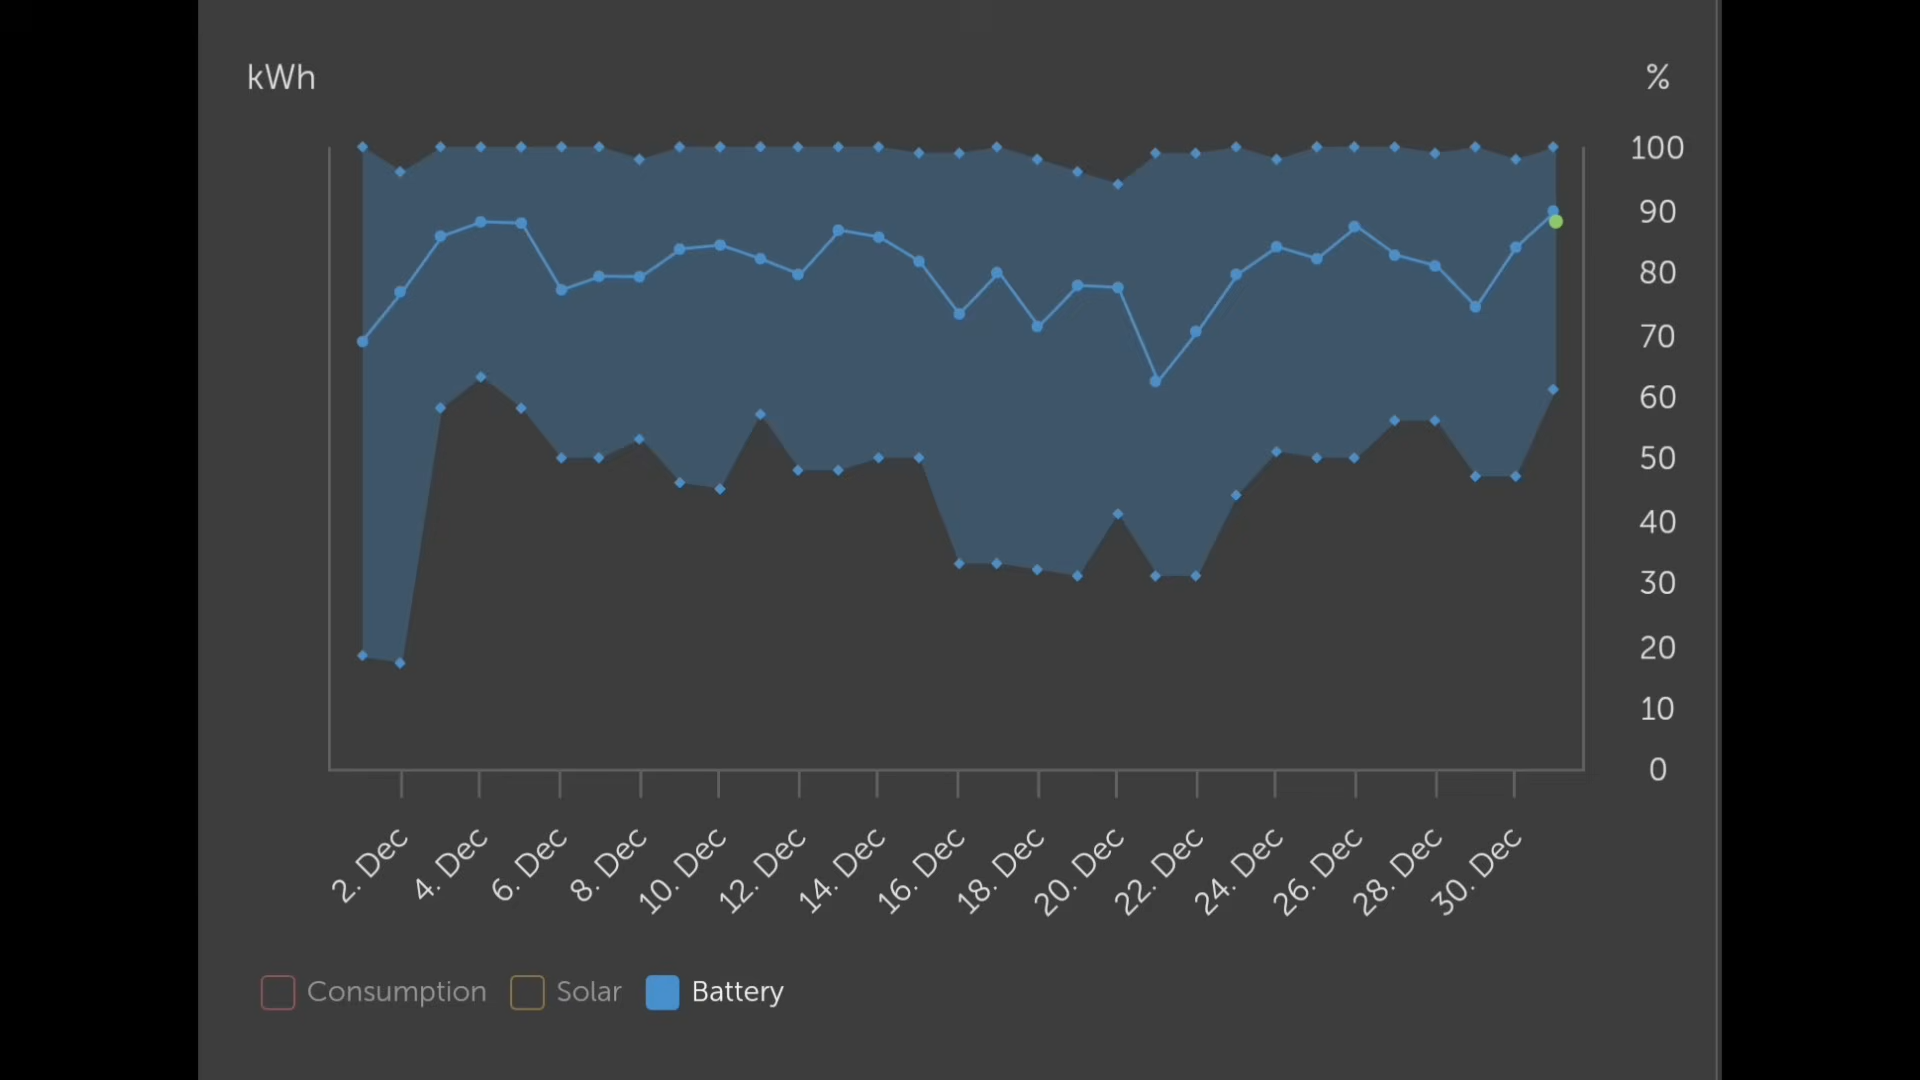 kWh
%
100
90
80
70
60
50
40
30
20
10
0
2. Dec
4. Dec
6. Dec
8. Dec
10. Dec
12. Dec
14. Dec
16. Dec
18. Dec
20. Dec
22. Dec
24. Dec
26. Dec
28. Dec
30. Dec
Consumption Solar Battery